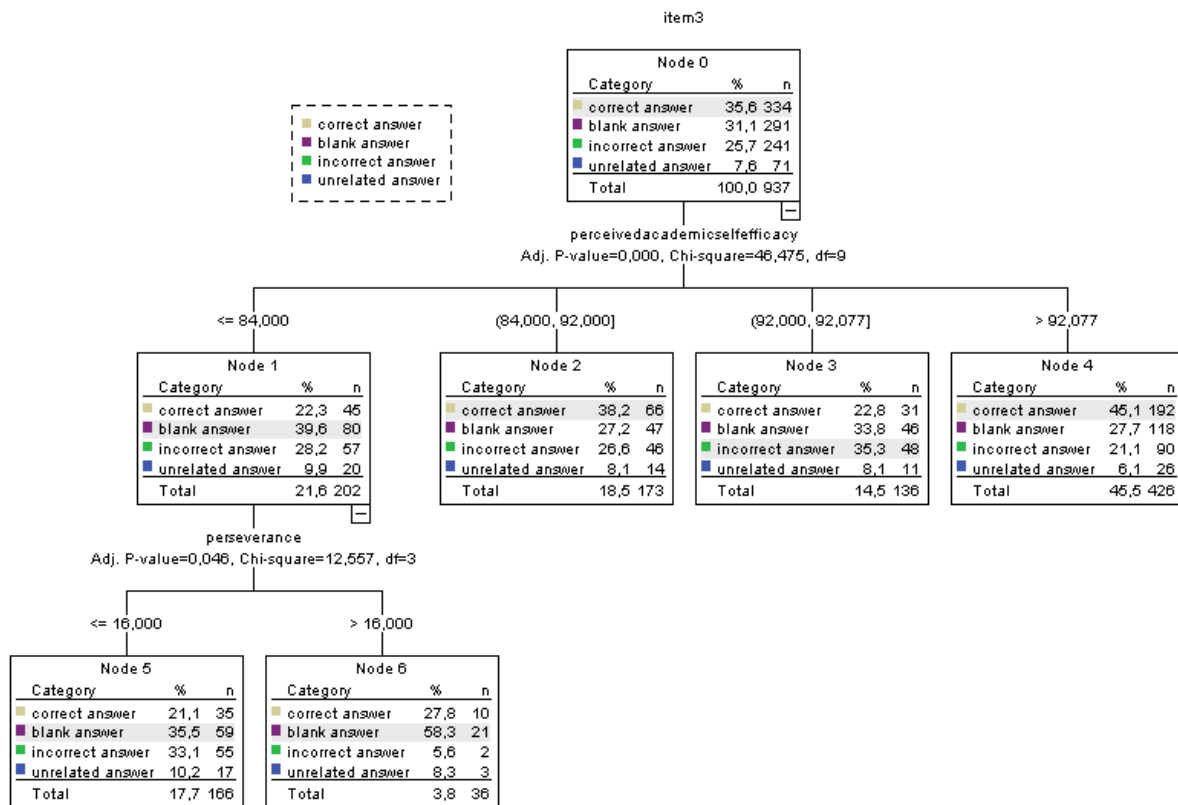 item3
Node 0
Category % n
correct answer 35,6 334
blank answer 31,1 291
incorrect answer 25,7 241
unrelated answer 7,6 71
Total 100,0 937
correct answer
blank answer
incorrect answer
unrelated answer
perceivedacademicselfefficacy
Adj. P-value=0,000, Chi-square=46,475, df=9
<= 84,000
(84,000, 92,000]
(92,000, 92,077]
> 92,077
Node 1
Category % n
correct answer 22,3 45
blank answer 39,6 80
incorrect answer 28,2 57
unrelated answer 9,9 20
Total 21,6 202
Node 2
Category % n
correct answer 38,2 66
blank answer 27,2 47
incorrect answer 26,6 46
unrelated answer 8,1 14
Total 18,5 173
Node 3
Category % n
correct answer 22,8 31
blank answer 33,8 46
incorrect answer 35,3 48
unrelated answer 8,1 11
Total 14,5 136
Node 4
Category % n
correct answer 45,1 192
blank answer 27,7 118
incorrect answer 21,1 90
unrelated answer 6,1 26
Total 45,5 426
perseverance
Adj. P-value=0,046, Chi-square=12,557, df=3
<= 16,000
> 16,000
Node 5
Category % n
correct answer 21,1 35
blank answer 35,5 59
incorrect answer 33,1 55
unrelated answer 10,2 17
Total 17,7 166
Node 6
Category % n
correct answer 27,8 10
blank answer 58,3 21
incorrect answer 5,6 2
unrelated answer 8,3 3
Total 3,8 36